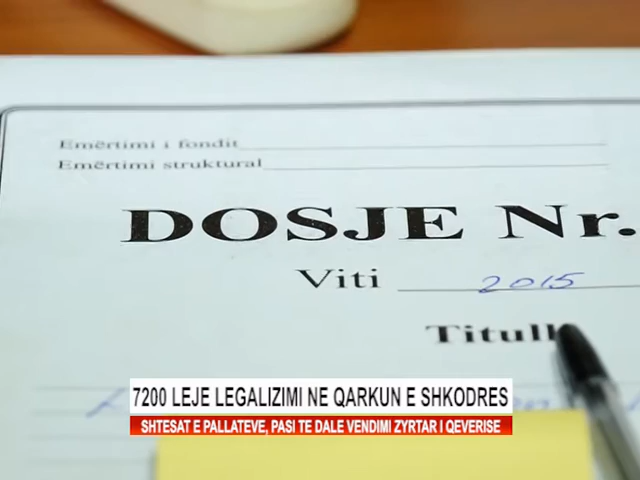 Emërtimi i fondit
Emërtimi struktural
DOSJE Nr.
Viti 2015
Titull
7200 LEJE LEGALIZIMI NE QARKUN E SHKODRES
SHTESAT E PALLATEVE, PASI TE DALE VENDIMI ZYRTAR I QEVERISE